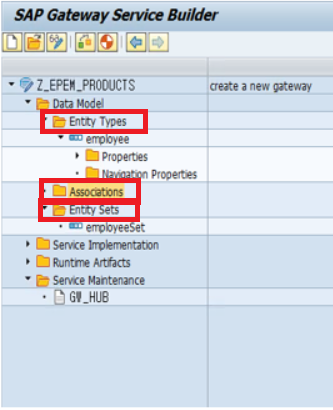 SAP Gateway Service Builder
Z_EPEM_PRODUCTS create a new gateway
Data Model
Entity Types
employee
Properties
Navigation Properties
Associations
Entity Sets
employeeSet
Service Implementation
Runtime Artifacts
Service Maintenance
GW_HUB